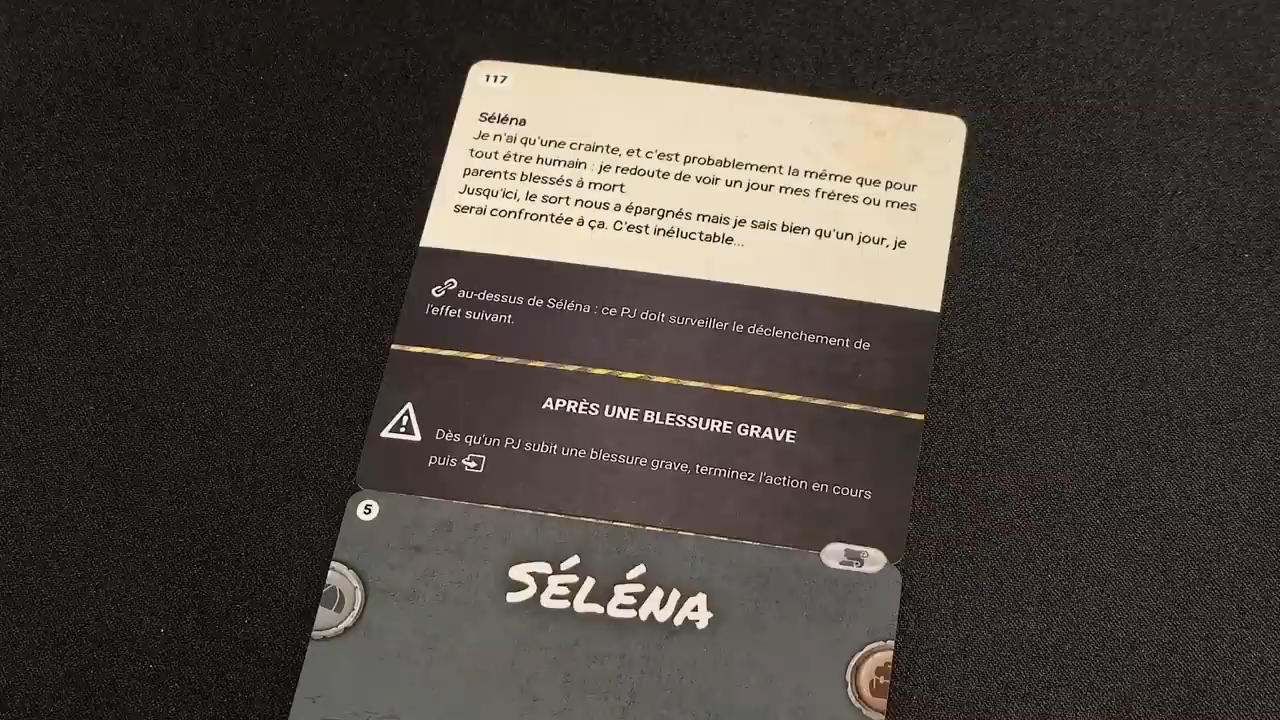 117
Séléna
Je n'ai qu'une crainte, et c'est probablement la même que pour
tout être humain : je redoute de voir un jour mes frères ou mes
parents blessés à mort.
Jusqu'ici, le sort nous a épargnés mais je sais bien qu'un jour, je
serai confrontée à ça. C'est inéluctable...
au-dessus de Séléna : ce PJ doit surveiller le déclenchement de
l'effet suivant.
APRÈS UNE BLESSURE GRAVE
Dès qu'un PJ subit une blessure grave, terminez l'action en cours
puis
5
SÉLÉNA